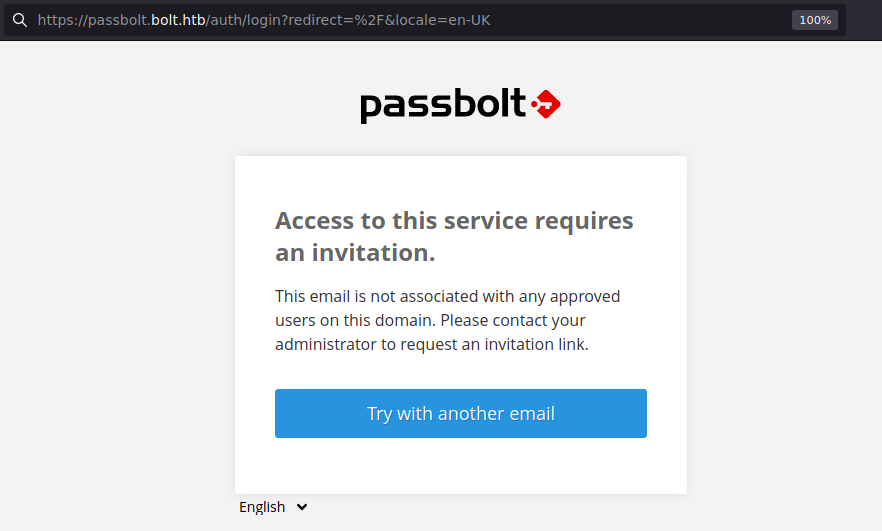 https://passbolt.bolt.htb/auth/login?redirect=%2F&locale=en-UK
100%
passbolt
Access to this service requires
an invitation.
This email is not associated with any approved
users on this domain. Please contact your
administrator to request an invitation link.
Try with another email
English